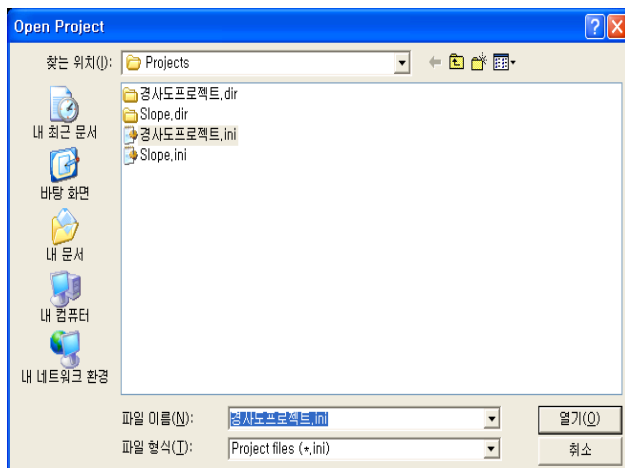 Open Project
찾는 위치(I): Projects
경사도프로젝트.dir
Slope.dir
경사도프로젝트.ini
Slope.ini
내 최근 문서
바탕 화면
내 문서
내 컴퓨터
내 네트워크 환경
파일 이름(N): 경사도프로젝트.ini 열기(O)
파일 형식(T): Project files (*.ini) 취소